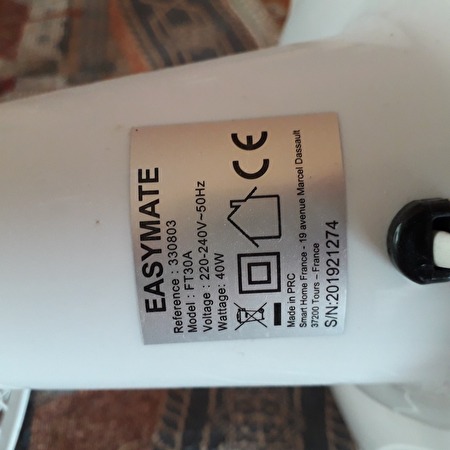 EASYMATE
Reference : 330803
Model : FT30A
Voltage : 220-240V~50Hz
Wattage: 40W
CE
Made in PRC
Smart Home France - 19 avenue Marcel Dassault
37200 Tours – France
S/N:201921274